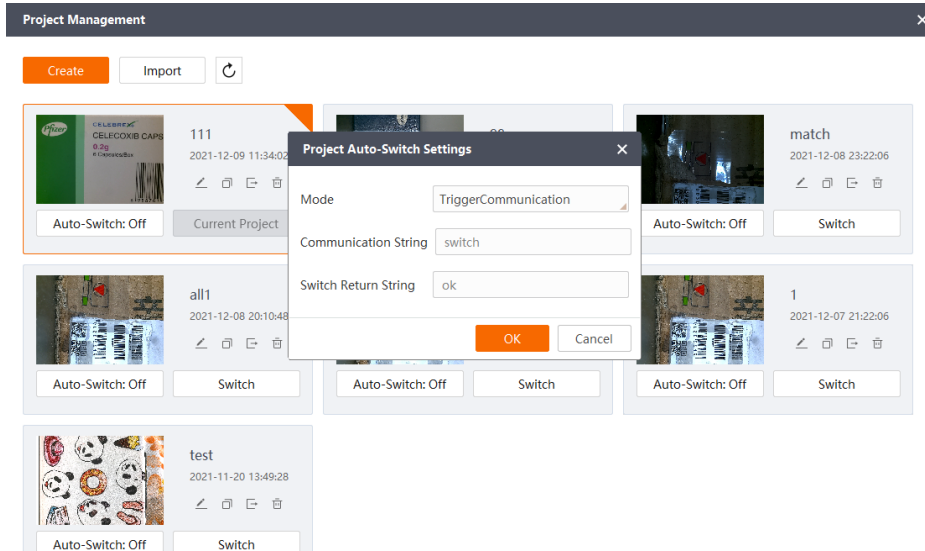 Project Management
Create
Import
Pfizer
CELEBREX
CELECOXIB CAPS
0.2g
6 Capsules/Box
111
2021-12-09 11:34:02
Auto-Switch: Off
Current Project
match
2021-12-08 23:22:06
Auto-Switch: Off
Switch
Project Auto-Switch Settings
Mode
TriggerCommunication
Communication String
switch
Switch Return String
ok
OK
Cancel
all1
2021-12-08 20:10:48
Auto-Switch: Off
Switch
Auto-Switch: Off
Switch
1
2021-12-07 21:22:06
Auto-Switch: Off
Switch
test
2021-11-20 13:49:28
Auto-Switch: Off
Switch